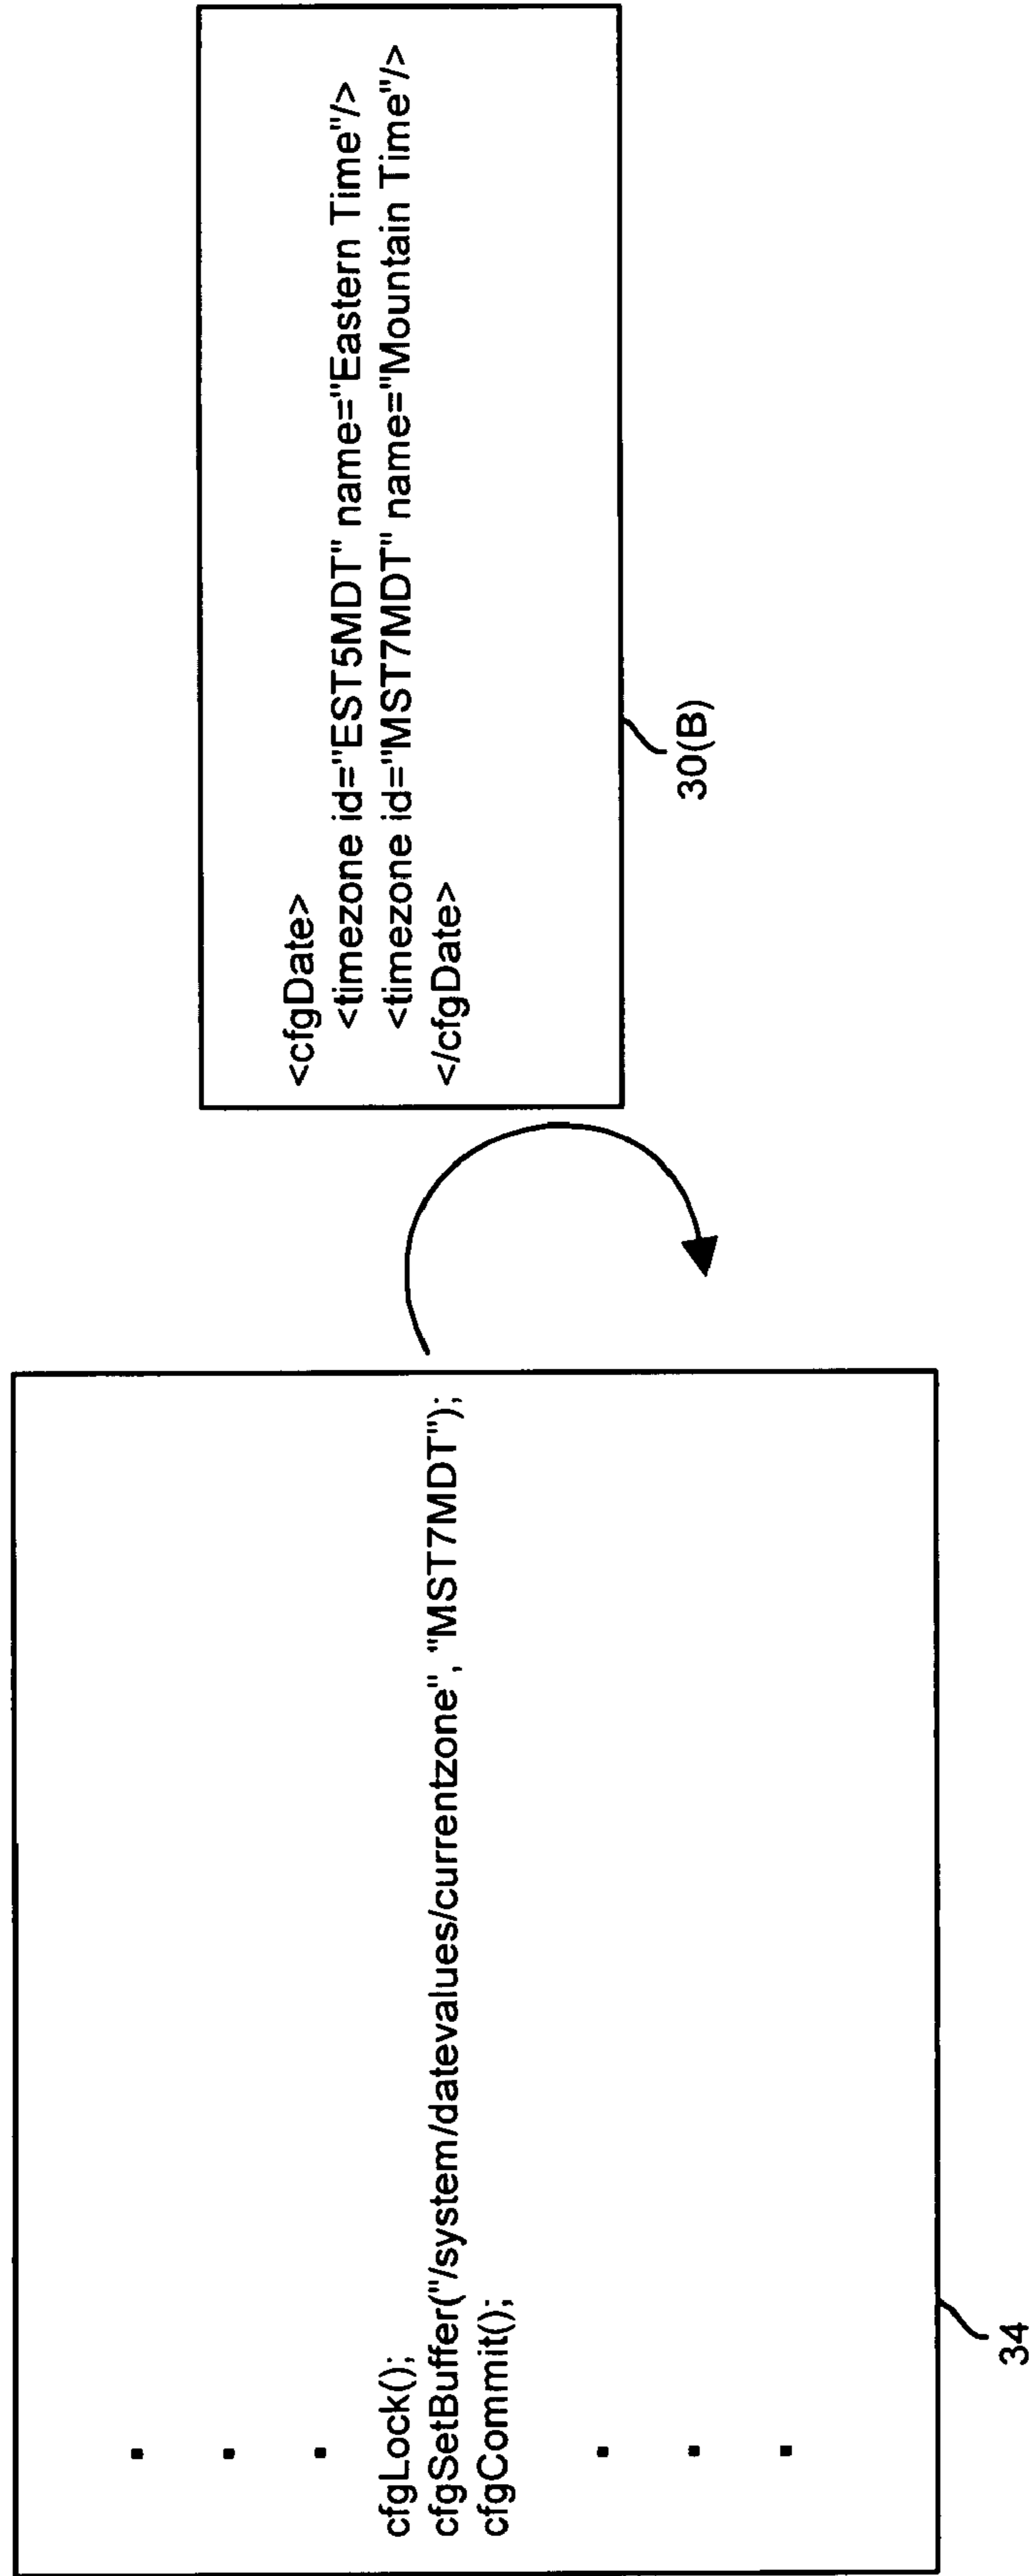 cfgLock();
cfgSetBuffer("/system/datevalues/currentzone", "MST7MDT");
cfgCommit();
34
<cfgDate>
<timezone id="EST5MDT" name="Eastern Time"/>
<timezone id="MST7MDT" name="Mountain Time"/>
</cfgDate>
30(B)